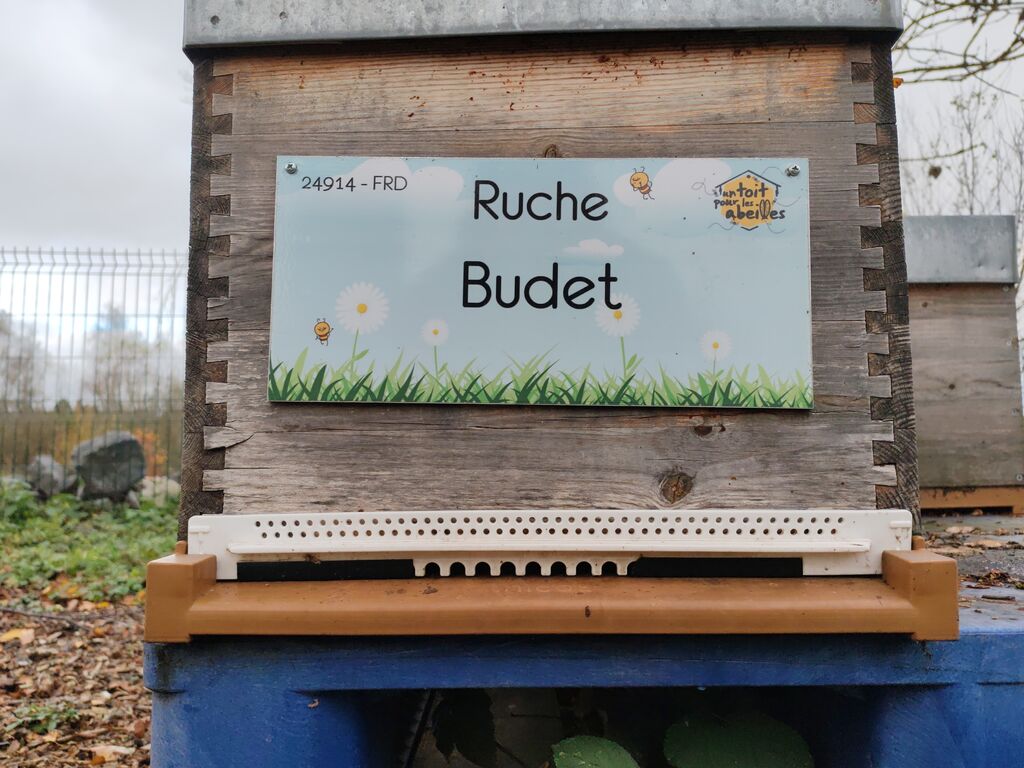 24914 - FRD
Ruche
Budet
un toit
pour les
abeilles